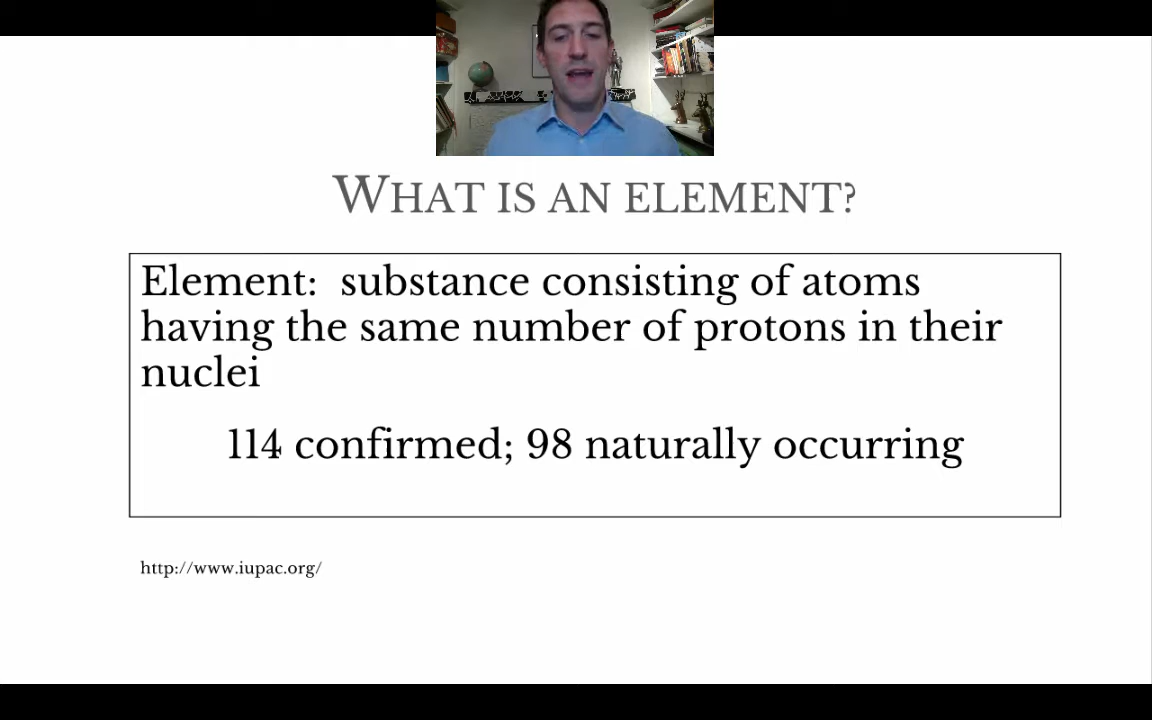 WHAT IS AN ELEMENT?
Element: substance consisting of atoms
having the same number of protons in their
nuclei
114 confirmed; 98 naturally occurring
http://www.iupac.org/